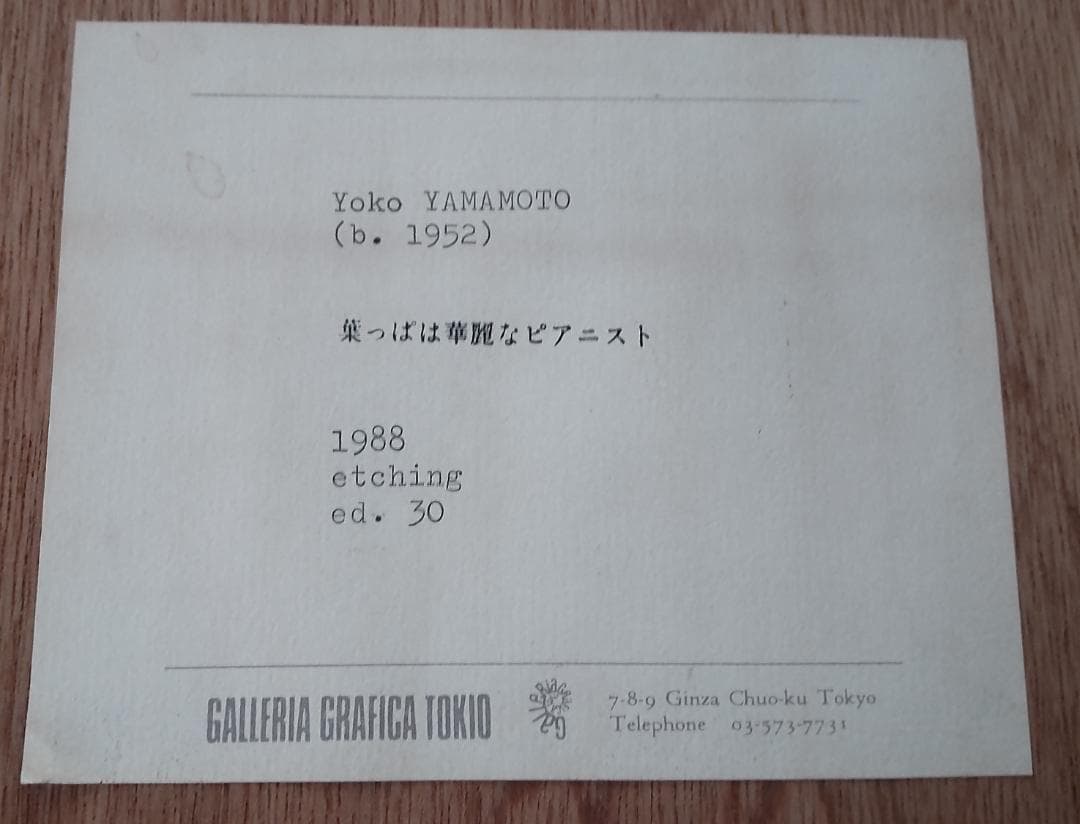 Yoko YAMAMOTO
(b. 1952)
葉っぱは華麗なピアニスト
1988
etching
ed. 30
GALLERIA GRAFICA TOKIO
7-8-9 Ginza Chuo-ku Tokyo
Telephone 03-573-7731